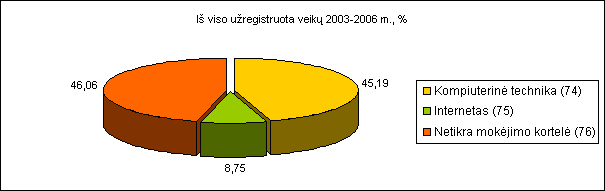 Iš viso užregistruota veikų 2003-2006 m., %
46,06
45,19
8,75
Kompiuterinė technika (74)
Internetas (75)
Netikra mokėjimo kortelė (76)